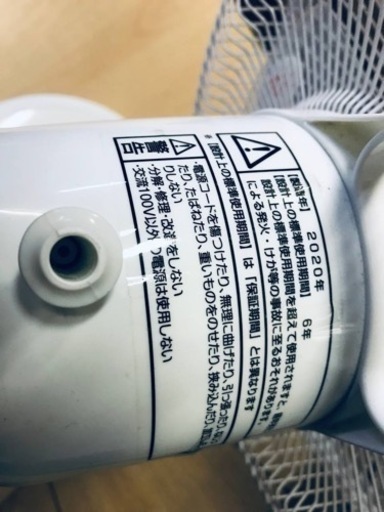 【製造年】 2020年
【設計上の標準使用期間】 6年
設計上の標準使用期間を超えて使用されますと、
による発火・けが等の事故に至るおそれがあります。
※【設計上の標準使用期間】は「保証期間」とは異なります
警告
・電源コードを傷つけたり、無理に曲げたり、引っ張たり、
たり、たばねたり、重いものをのせたり、挟み込んだり、
りしない
・分解・修理・改造をしない
・交流100V以外の電源は使用しない